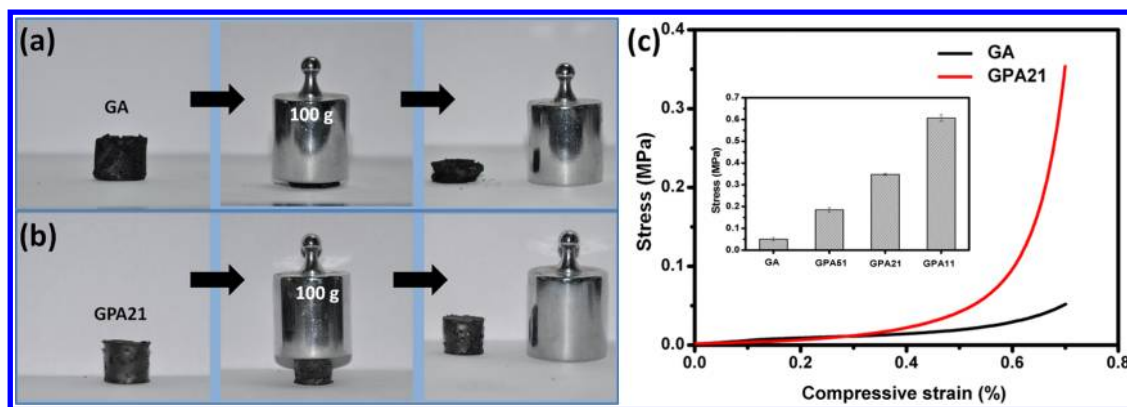 (a)
GA
100 g
(b)
GPA21
100 g
(c)
GA
GPA21
Stress (MPa)
0.4
0.3
0.2
0.1
0.0
0.0 0.2 0.4 0.6 0.8
Compressive strain (%)
Stress (MPa)
0.7
0.6
0.5
0.4
0.3
0.2
0.1
0.0
GA GPA51 GPA21 GPA11